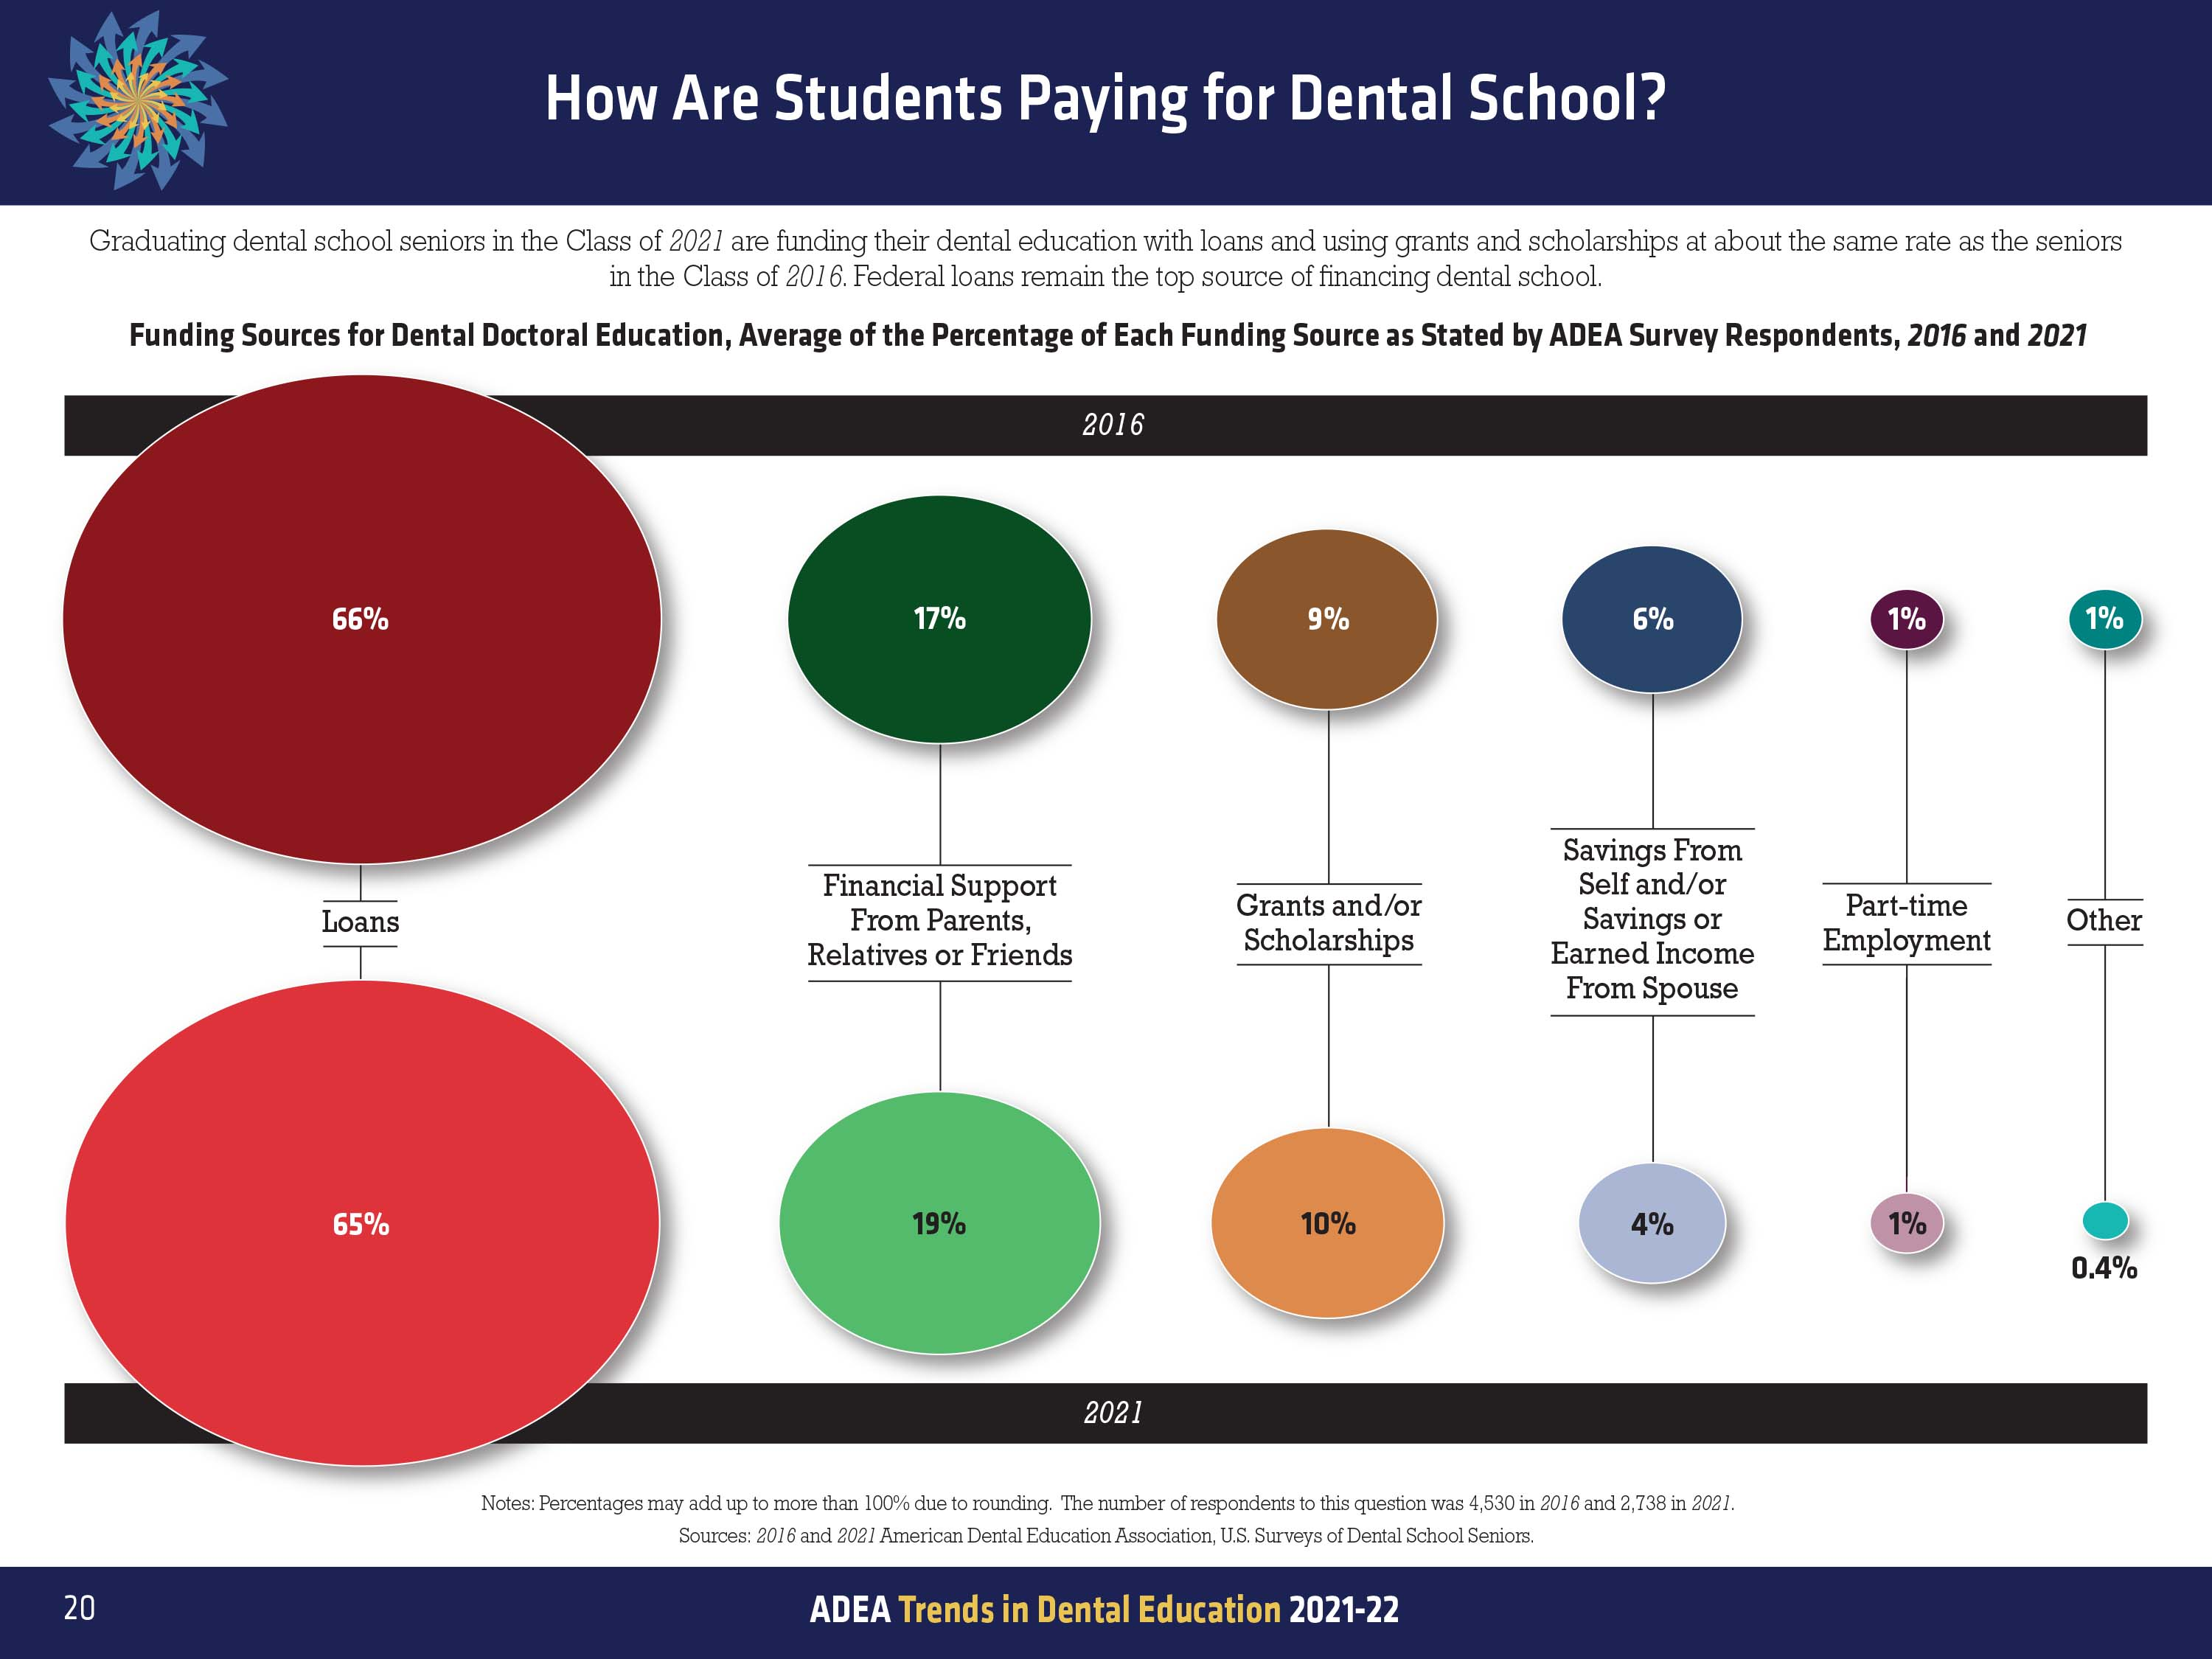 How Are Students Paying for Dental School?
Graduating dental school seniors in the Class of 2021 are funding their dental education with loans and using grants and scholarships at about the same rate as the seniors
in the Class of 2016. Federal loans remain the top source of financing dental school.
Funding Sources for Dental Doctoral Education, Average of the Percentage of Each Funding Source as Stated by ADEA Survey Respondents, 2016 and 2021
2016
66%
17%
9%
6%
1%
1%
Loans
Financial Support
From Parents,
Relatives or Friends
Grants and/or
Scholarships
Savings From
Self and/or
Savings or
Earned Income
From Spouse
Part-time
Employment
Other
65%
19%
10%
4%
1%
0.4%
2021
Notes: Percentages may add up to more than 100% due to rounding. The number of respondents to this question was 4,530 in 2016 and 2,738 in 2021.
Sources: 2016 and 2021 American Dental Education Association, U.S. Surveys of Dental School Seniors.
20
ADEA Trends in Dental Education 2021-22